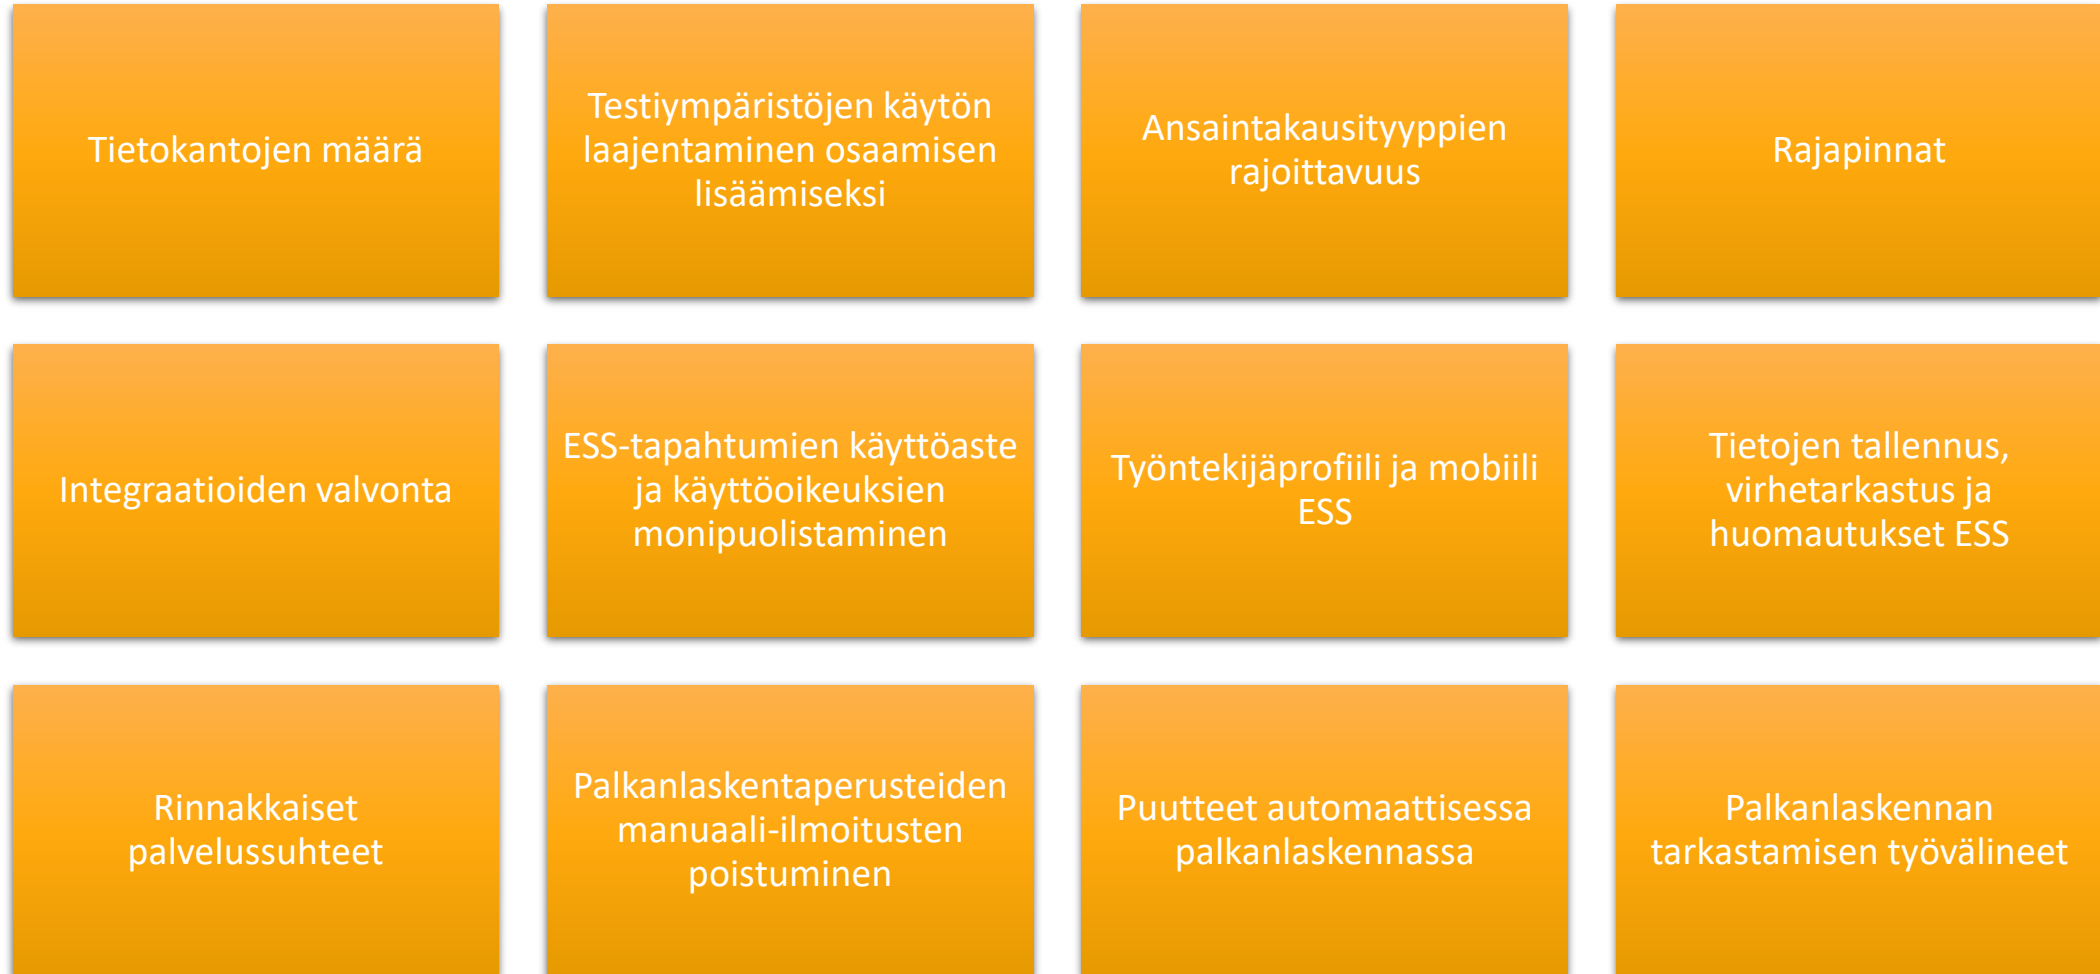 Tietokantojen määrä
Testiympäristöjen käytön
laajentaminen osaamisen
lisäämiseksi
Ansaintakausityyppien
rajoittavuus
Rajapinnat
Integraatioiden valvonta
ESS-tapahtumien käyttöaste
ja käyttöoikeuksien
monipuolistaminen
Työntekijäprofiili ja mobiili
ESS
Tietojen tallennus,
virhetarkastus ja
huomautukset ESS
Rinnakkaiset
palvelussuhteet
Palkanlaskentaperusteiden
manuaali-ilmoitusten
poistuminen
Puutteet automaattisessa
palkanlaskennassa
Palkanlaskennan
tarkastamisen työvälineet